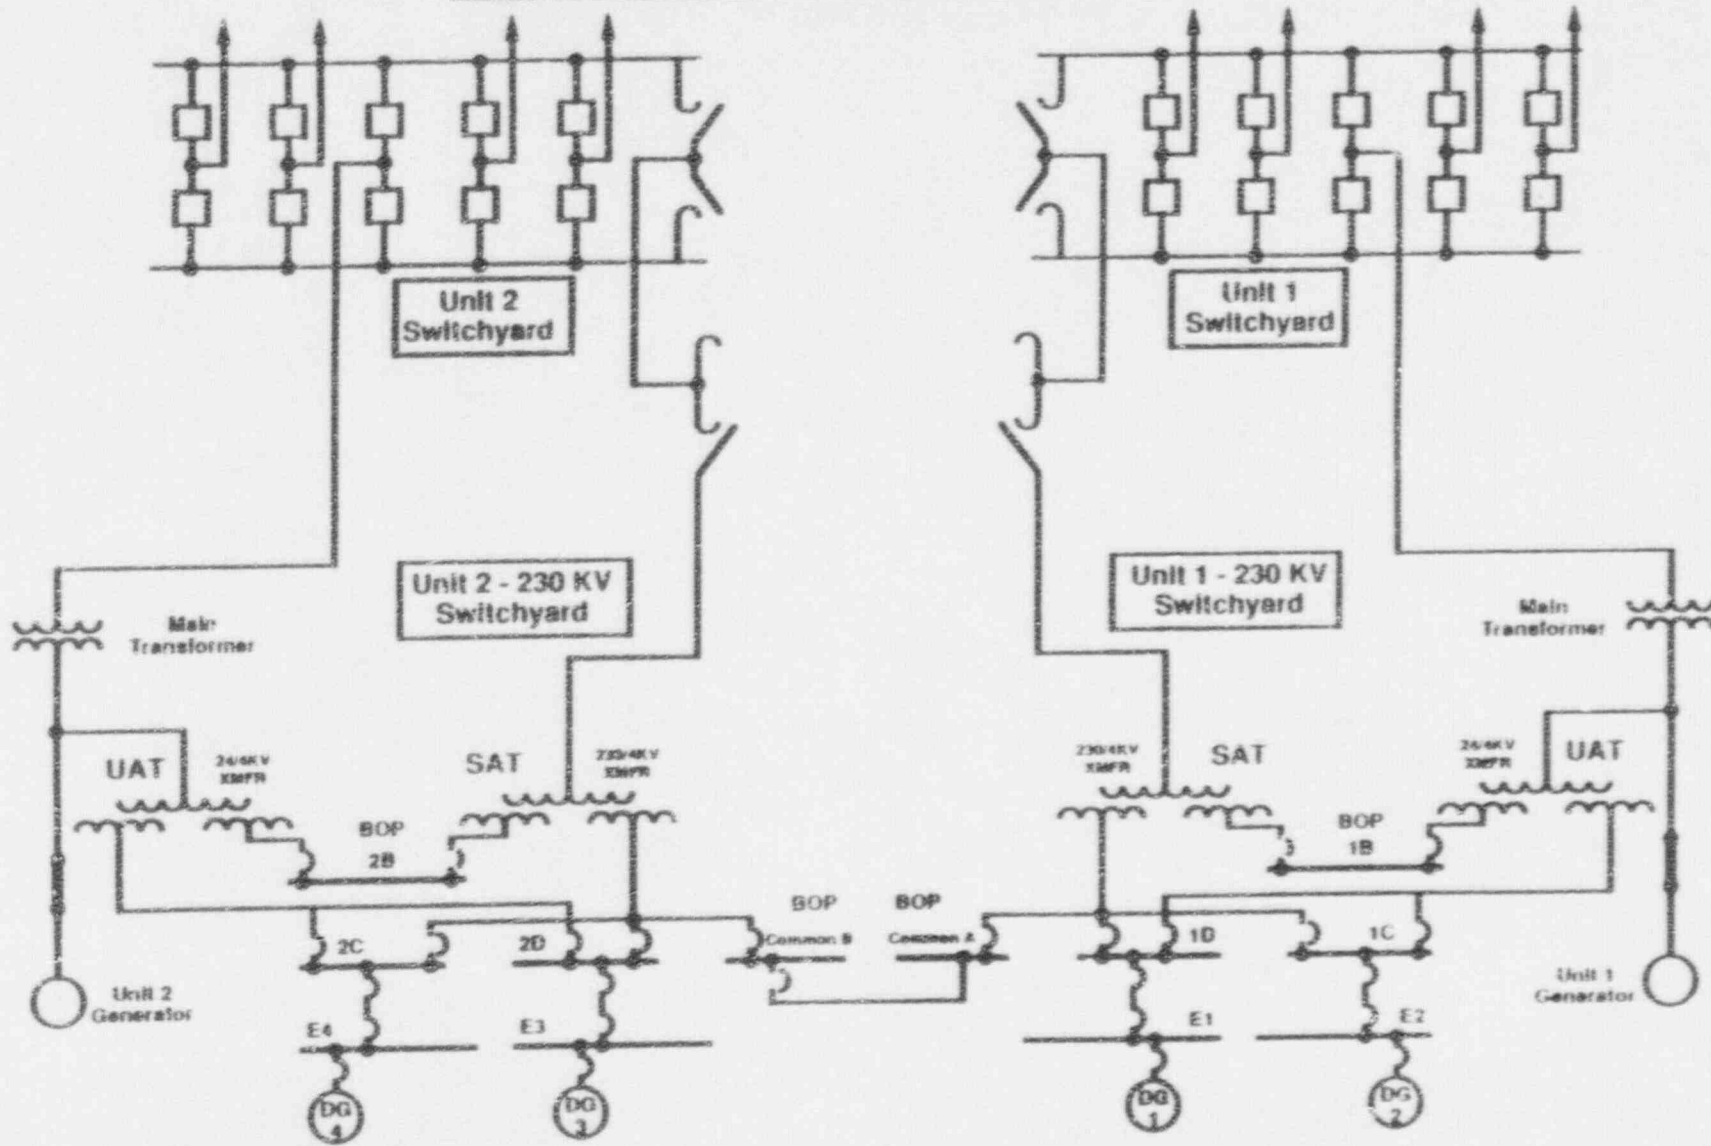 Unit 2
Switchyard
Unit 1
Switchyard
Unit 2 - 230 KV
Switchyard
Unit 1 - 230 KV
Switchyard
Main
Transformer
Main
Transformer
UAT
24/4KV
XMFR
SAT
230/4KV
XMFR
230/4KV
XMFR
SAT
24/4KV
XMFR
UAT
BOP
2B
BOP
1B
BOP
BOP
2C
2D
Common B
Common A
1D
1C
Unit 2
Generator
Unit 1
Generator
E4
E3
E1
E2
DG
4
DG
3
DG
1
DG
2